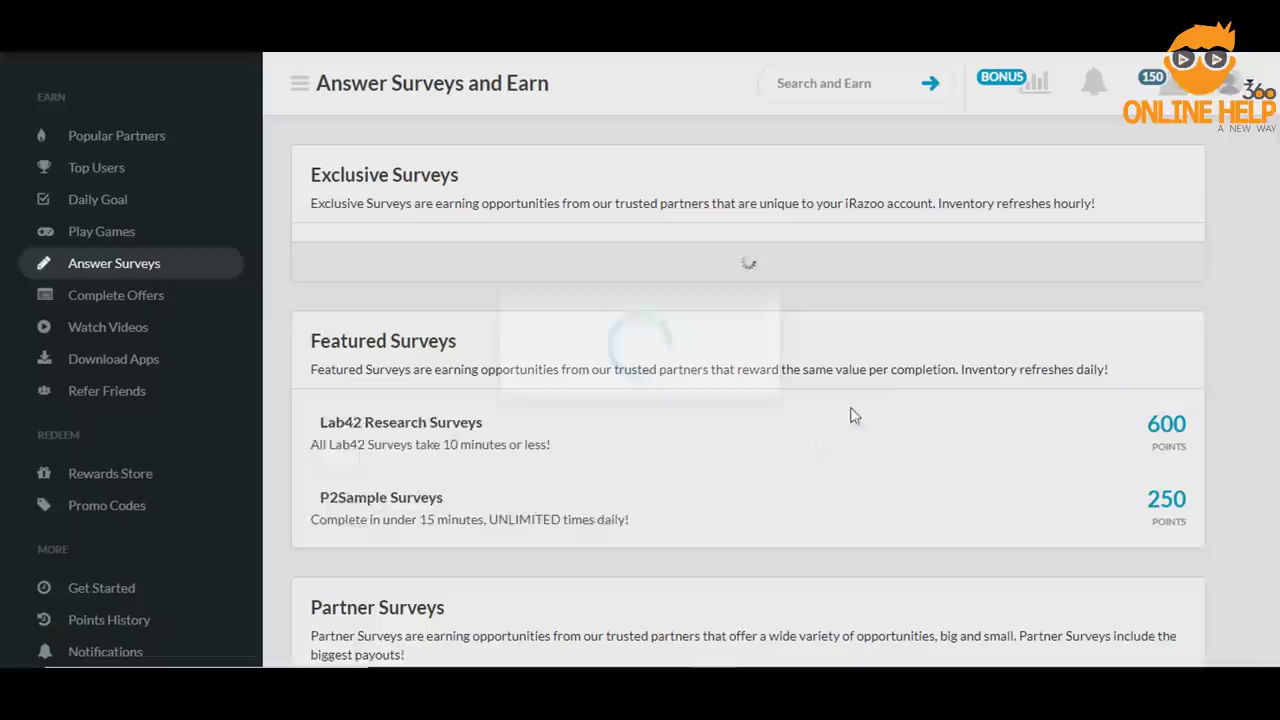 EARN
Popular Partners
Top Users
Daily Goal
Play Games
Answer Surveys
Complete Offers
Watch Videos
Download Apps
Refer Friends
REDEEM
Rewards Store
Promo Codes
MORE
Get Started
Points History
Notifications
Answer Surveys and Earn
Search and Earn
BONUS
150
360
ONLINE HELP
A NEW WAY
Exclusive Surveys
Exclusive Surveys are earning opportunities from our trusted partners that are unique to your iRazoo account. Inventory refreshes hourly!
Featured Surveys
Featured Surveys are earning opportunities from our trusted partners that reward the same value per completion. Inventory refreshes daily!
Lab42 Research Surveys
600
All Lab42 Surveys take 10 minutes or less!
POINTS
P2Sample Surveys
250
Complete in under 15 minutes, UNLIMITED times daily!
POINTS
Partner Surveys
Partner Surveys are earning opportunities from our trusted partners that offer a wide variety of opportunities, big and small. Partner Surveys include the
biggest payouts!